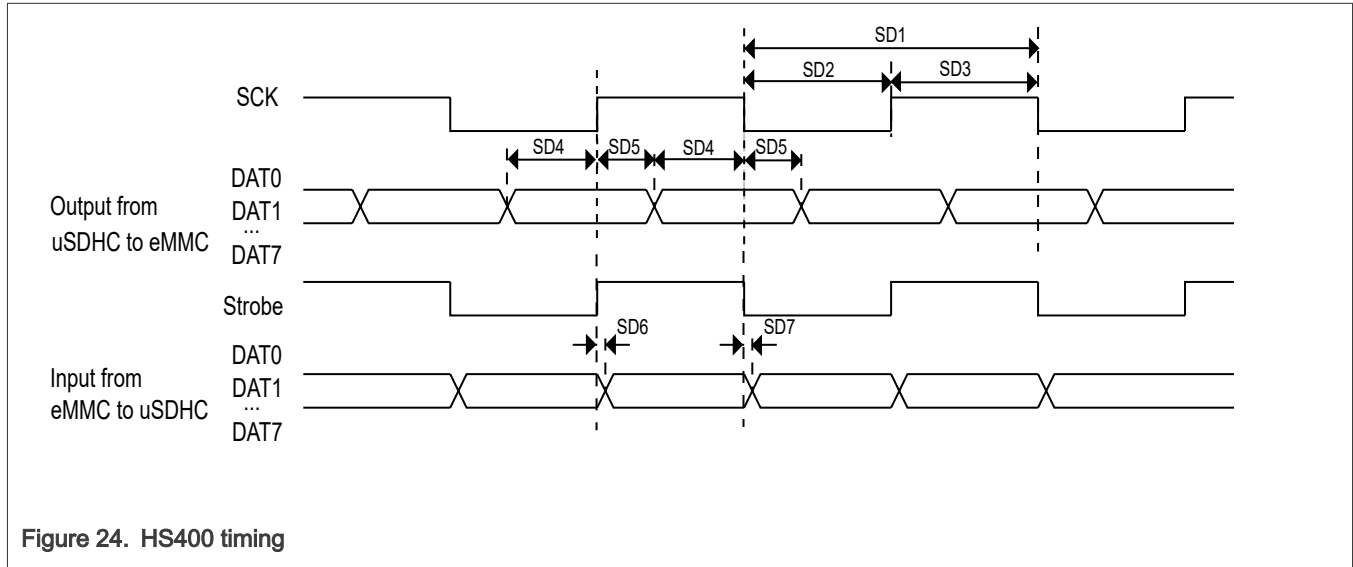 SD1
SD2
SD3
SCK
SD4
SD5
SD4
SD5
DAT0
Output from
uSDHC to eMMC
DAT1
...
DAT7
Strobe
SD6
SD7
DAT0
Input from
eMMC to uSDHC
DAT1
...
DAT7
Figure 24. HS400 timing